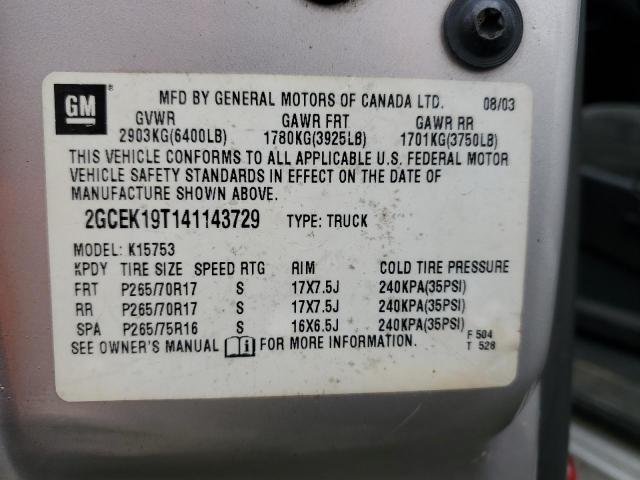 GM ®
MFD BY GENERAL MOTORS OF CANADA LTD. 08/03
GVWR GAWR FRT GAWR RR
2903KG(6400LB) 1780KG(3925LB) 1701KG(3750LB)
THIS VEHICLE CONFORMS TO ALL APPLICABLE U.S. FEDERAL MOTOR
VEHICLE SAFETY STANDARDS IN EFFECT ON THE DATE OF
MANUFACTURE SHOWN ABOVE.
2GCEK19T141143729 TYPE: TRUCK
MODEL: K15753
KPDY TIRE SIZE SPEED RTG RIM COLD TIRE PRESSURE
FRT P265/70R17 S 17X7.5J 240KPA(35PSI)
RR P265/70R17 S 17X7.5J 240KPA(35PSI)
SPA P265/75R16 S 16X6.5J 240KPA(35PSI)
SEE OWNER'S MANUAL FOR MORE INFORMATION.
F 504
T 528